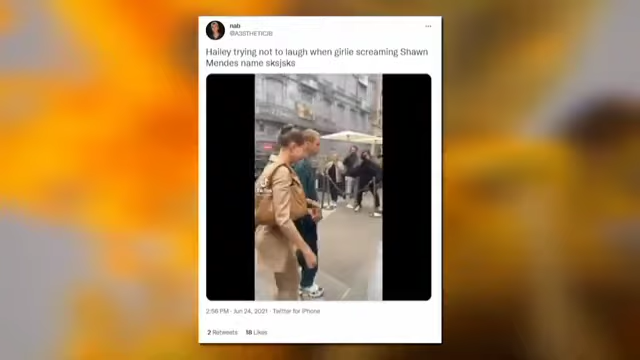 nab
@A3STHETICJB
Hailey trying not to laugh when girlie screaming Shawn
Mendes name sksjsks
2:56 PM · Jun 24, 2021 · Twitter for iPhone
2 Retweets 18 Likes